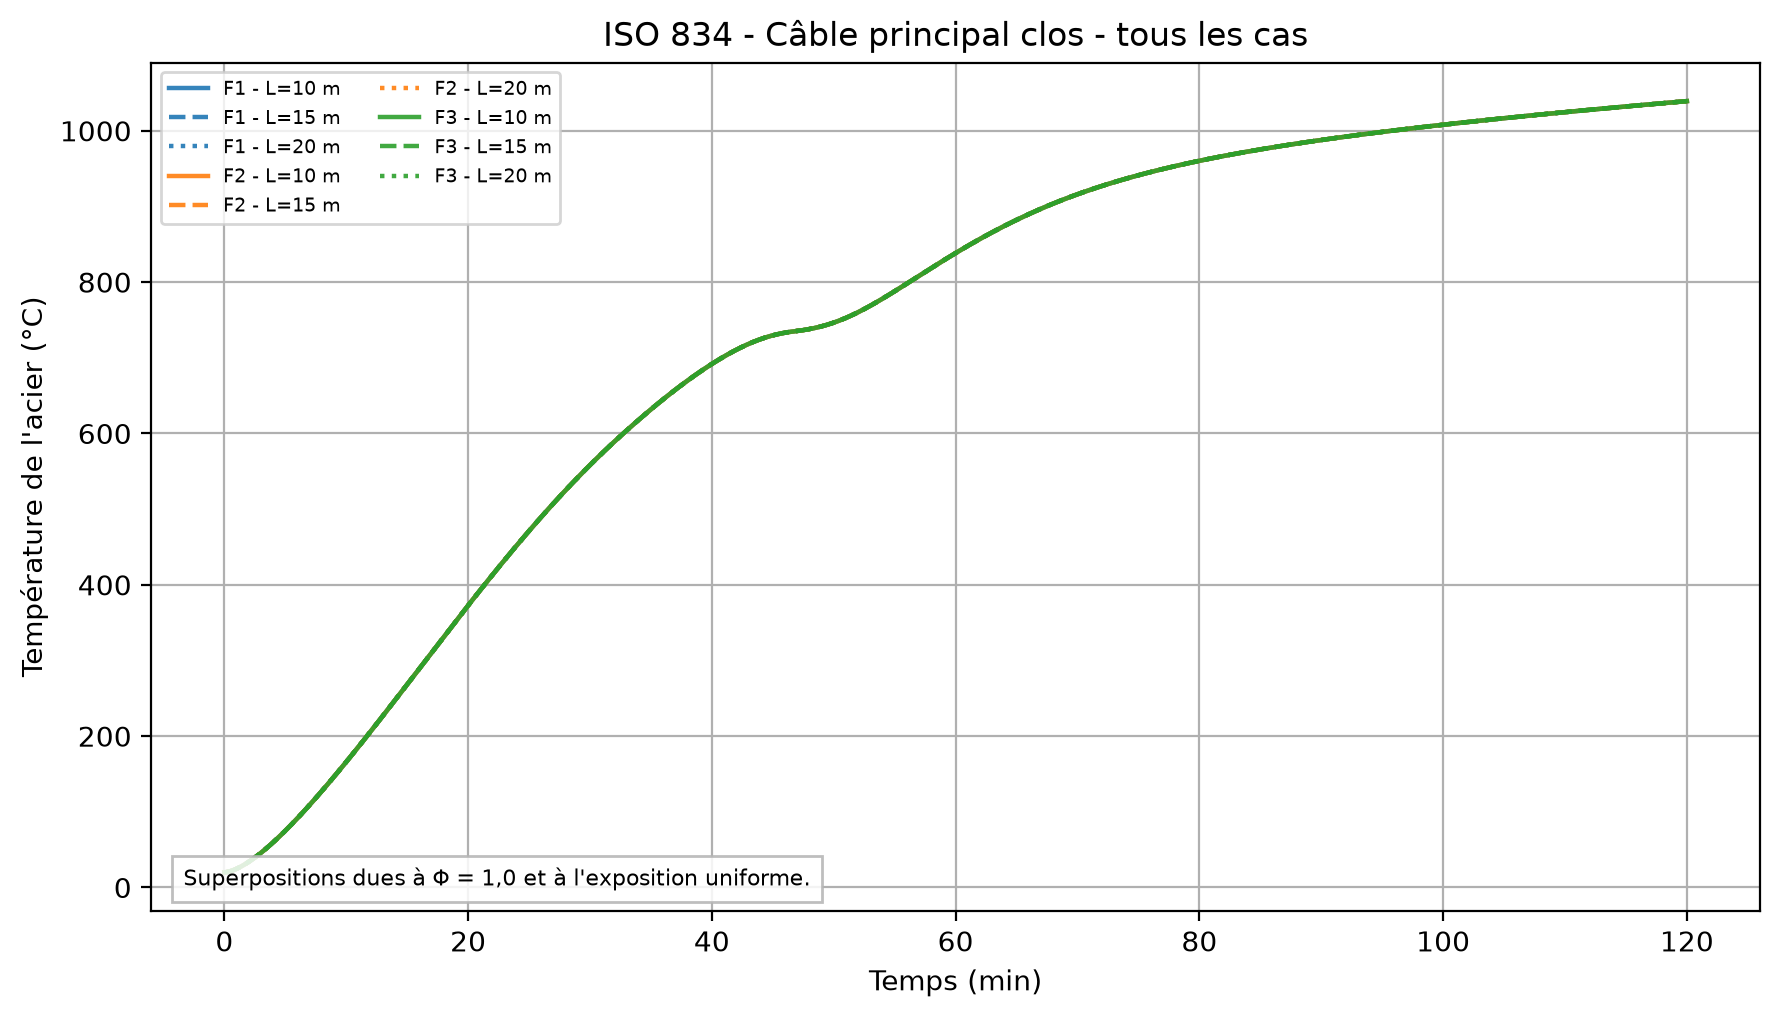 ISO 834 - Câble principal clos - tous les cas
F1 - L=10 m
F1 - L=15 m
F1 - L=20 m
F2 - L=10 m
F2 - L=15 m
F2 - L=20 m
F3 - L=10 m
F3 - L=15 m
F3 - L=20 m
Température de l'acier (°C)
1000
800
600
400
200
0
Superpositions dues à Φ = 1,0 et à l'exposition uniforme.
0 20 40 60 80 100 120
Temps (min)